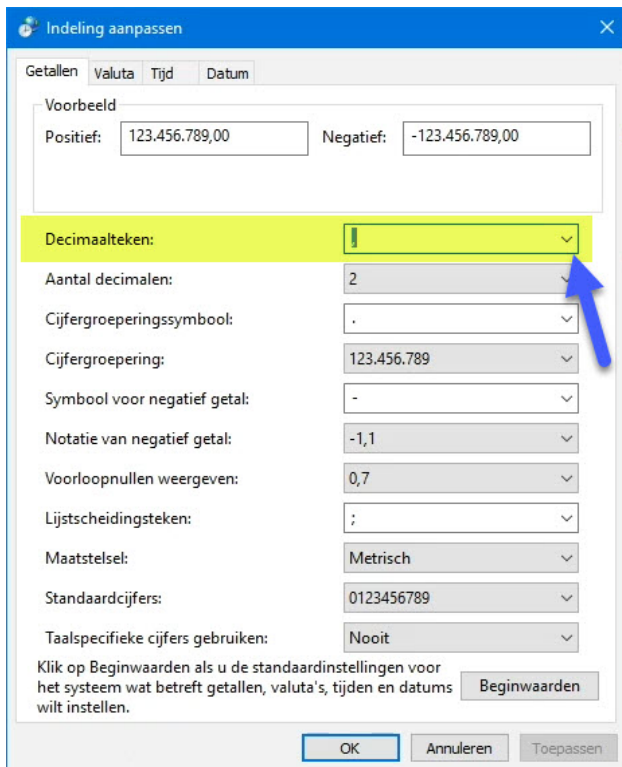 Indeling aanpassen
Getallen Valuta Tijd Datum
Voorbeeld
Positief: 123.456.789,00 Negatief: -123.456.789,00
Decimaalteken: ,
Aantal decimalen: 2
Cijfergroeperingssymbool: .
Cijfergroepering: 123.456.789
Symbool voor negatief getal: -
Notatie van negatief getal: -1,1
Voorloopnullen weergeven: 0,7
Lijstscheidingsteken: ;
Maatstelsel: Metrisch
Standaardcijfers: 0123456789
Taalspecifieke cijfers gebruiken: Nooit
Klik op Beginwaarden als u de standaardinstellingen voor
het systeem wat betreft getallen, valuta's, tijden en datums
wilt instellen.
Beginwaarden
OK Annuleren Toepassen